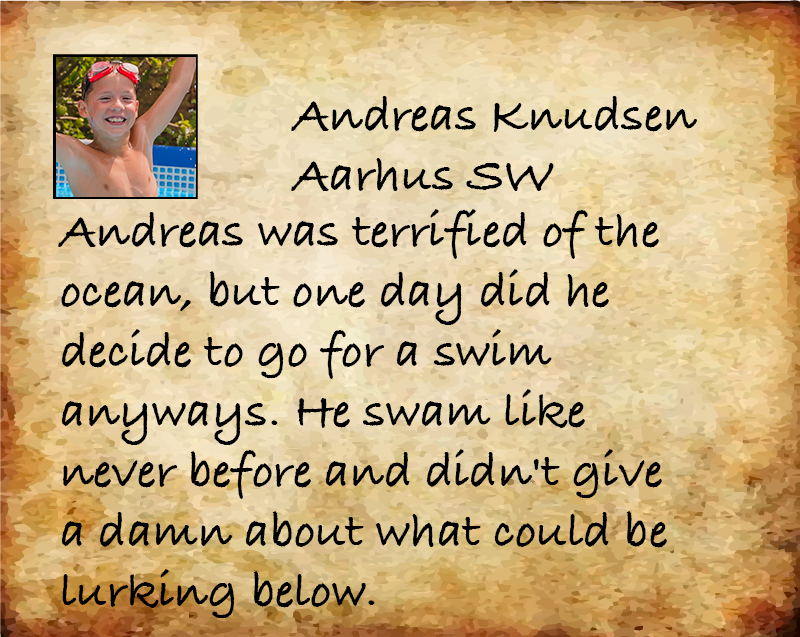 Andreas Knudsen
Aarhus SW
Andreas was terrified of the
ocean, but one day did he
decide to go for a swim
anyways. He swam like
never before and didn't give
a damn about what could be
lurking below.